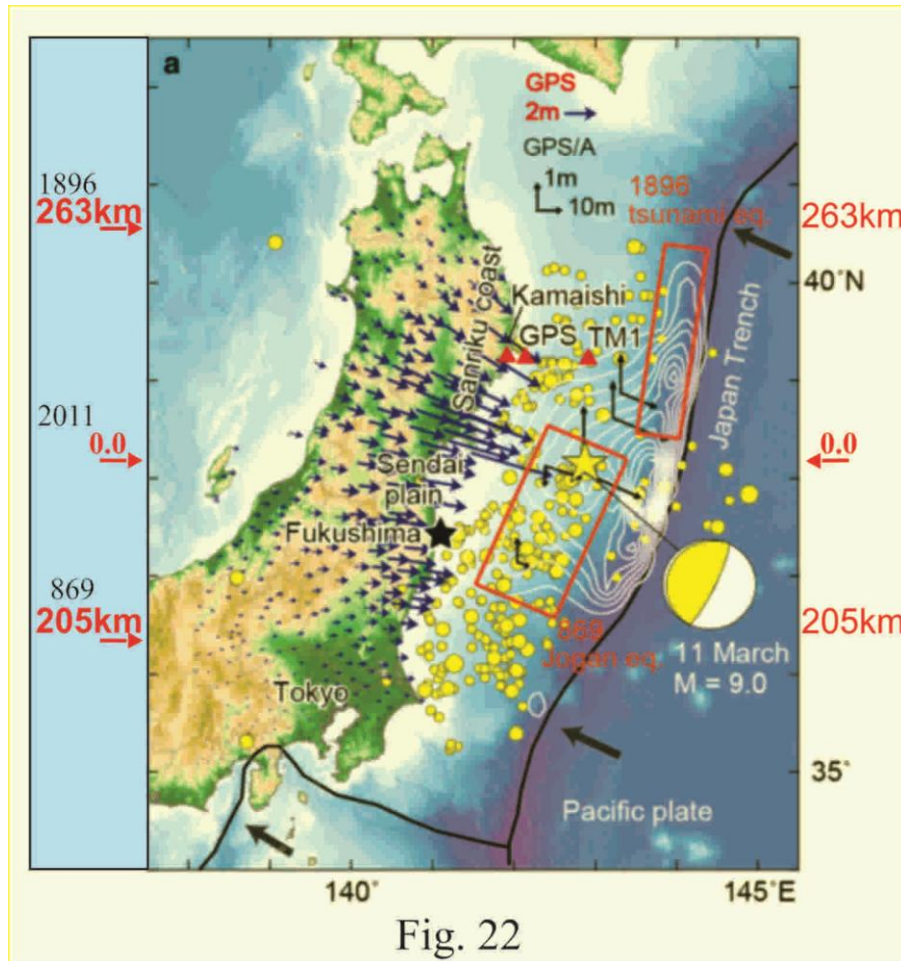 a
GPS
2m
GPS/A
1m
10m
1896
263km
1896
tsunami eq.
263km
40°N
Sanriku coast
Kamaishi
GPS TM1
Japan Trench
2011
0.0
0.0
Sendai
plain
Fukushima
869
205km
869
Jogan eq.
205km
11 March
M = 9.0
Tokyo
35°
Pacific plate
140°
145°E
Fig. 22